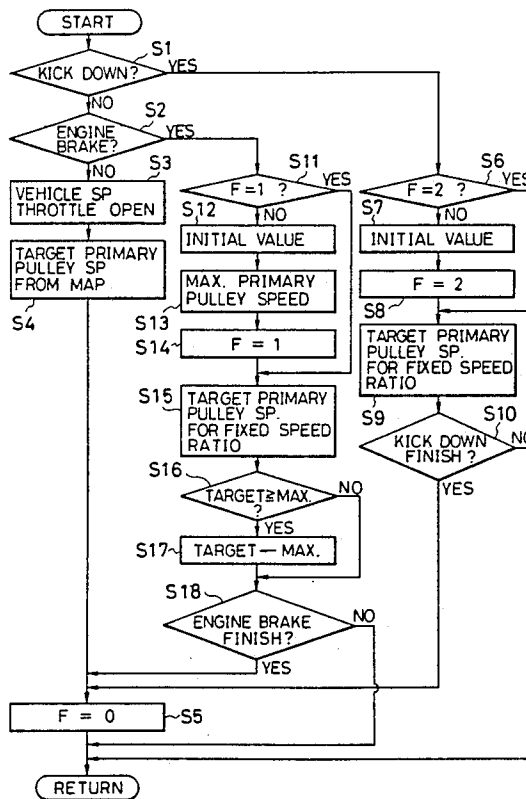 START
S1
KICK DOWN?
YES
NO
S2
ENGINE
BRAKE?
YES
NO
S3
VEHICLE SP
THROTTLE OPEN
TARGET PRIMARY
PULLEY SP
FROM MAP
S4
S11
F=1 ?
YES
NO
S12
INITIAL VALUE
MAX. PRIMARY
PULLEY SPEED
S13
S14
F = 1
S15
TARGET PRIMARY
PULLEY SP.
FOR FIXED SPEED
RATIO
S16
TARGET≧MAX.
?
NO
YES
S17
TARGET — MAX.
S18
ENGINE BRAKE
FINISH?
NO
YES
S6
F=2 ?
YES
NO
S7
INITIAL VALUE
F = 2
S8
TARGET PRIMARY
PULLEY SP.
FOR FIXED SPEED
RATIO
S9
S10
KICK DOWN
FINISH?
NO
YES
F = 0
S5
RETURN